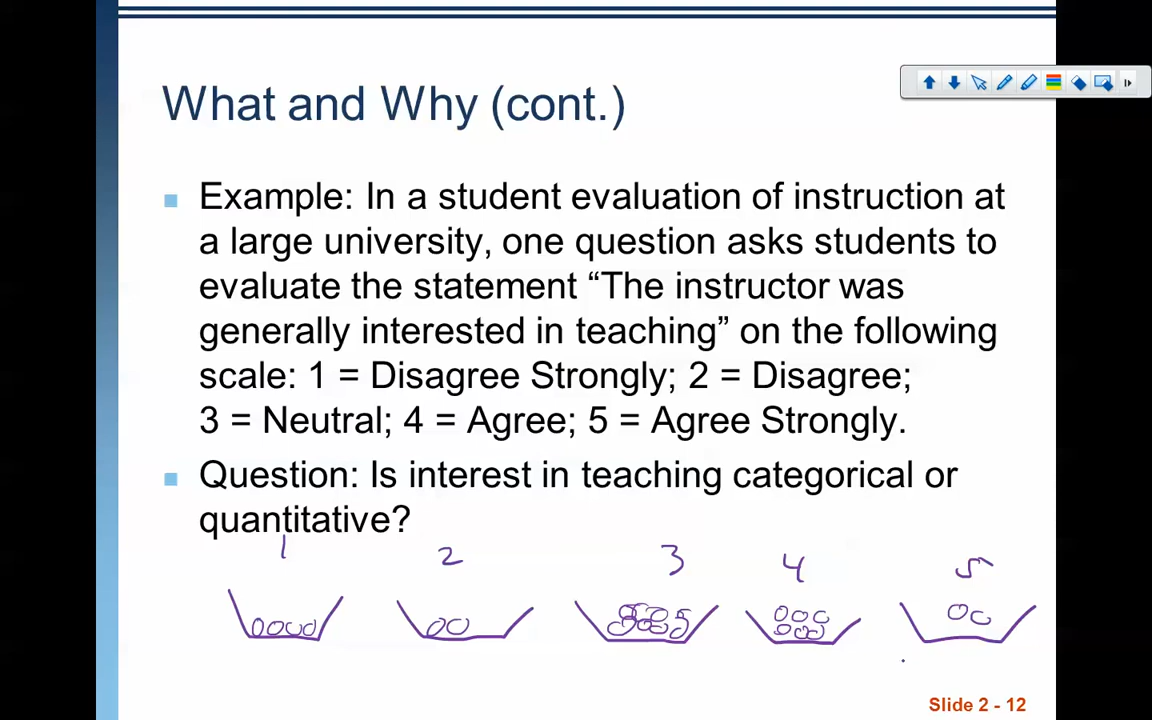 What and Why (cont.)
Example: In a student evaluation of instruction at
a large university, one question asks students to
evaluate the statement “The instructor was
generally interested in teaching” on the following
scale: 1 = Disagree Strongly; 2 = Disagree;
3 = Neutral; 4 = Agree; 5 = Agree Strongly.
Question: Is interest in teaching categorical or
quantitative?
1 2 3 4 5
Slide 2 - 12